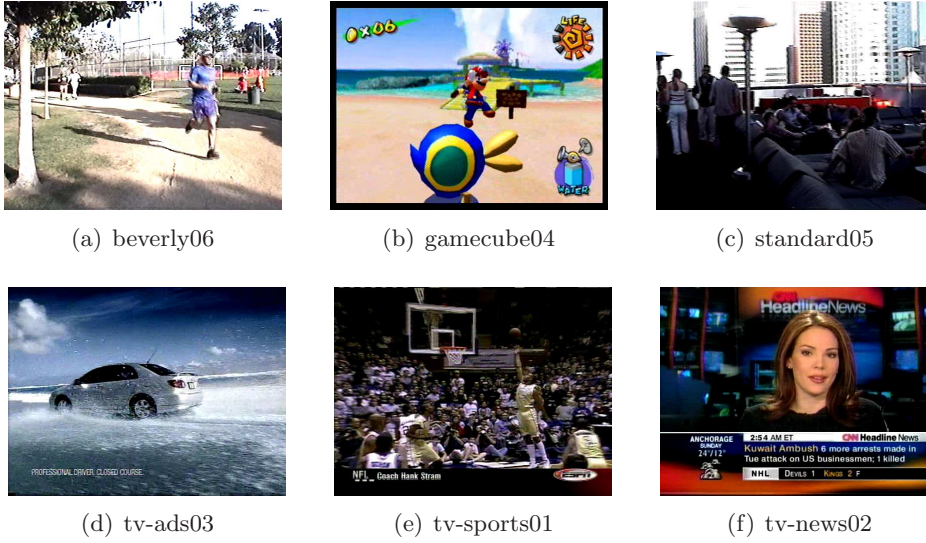 0×06
LIFE
WATER
(a) beverly06
(b) gamecube04
(c) standard05
PROFESSIONAL DRIVER. CLOSED COURSE.
NFL Coach Hank Stram
CNN
HeadlineNews
ANCHORAGE
SUNDAY
24°/12°
2:54 AM ET CNN Headline News
Kuwait Ambush 6 more arrests made in
Tue attack on US businessmen; 1 killed
NHL DEVILS 1 KINGS 2 F
(d) tv-ads03
(e) tv-sports01
(f) tv-news02